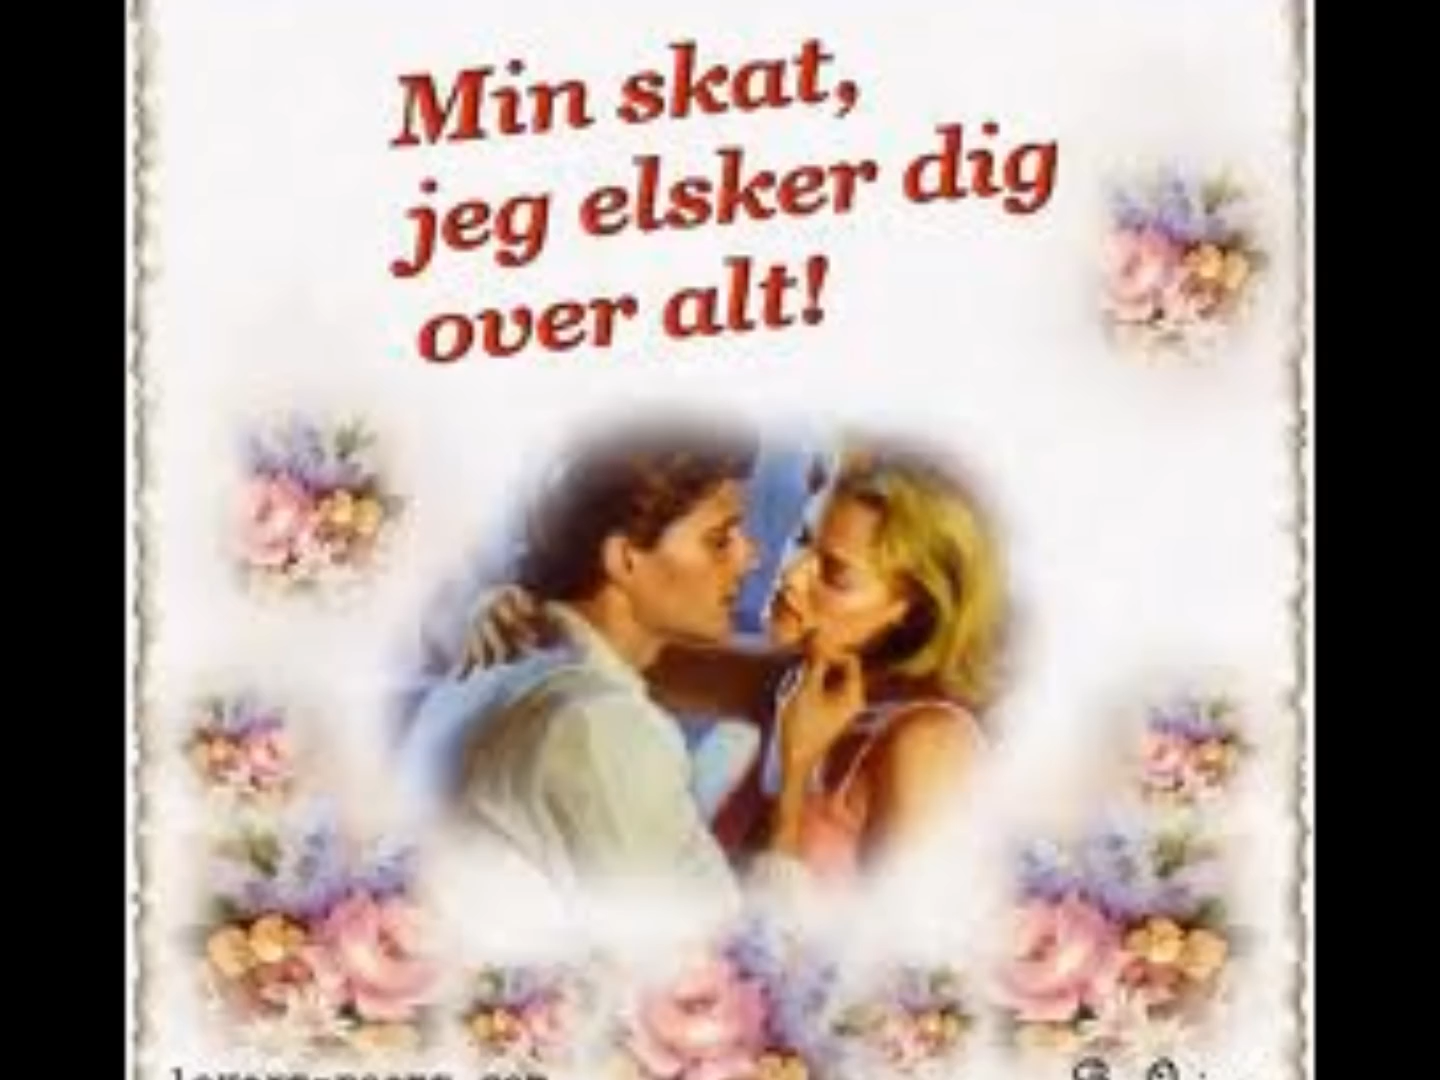 Min skat,
jeg elsker dig
over alt!